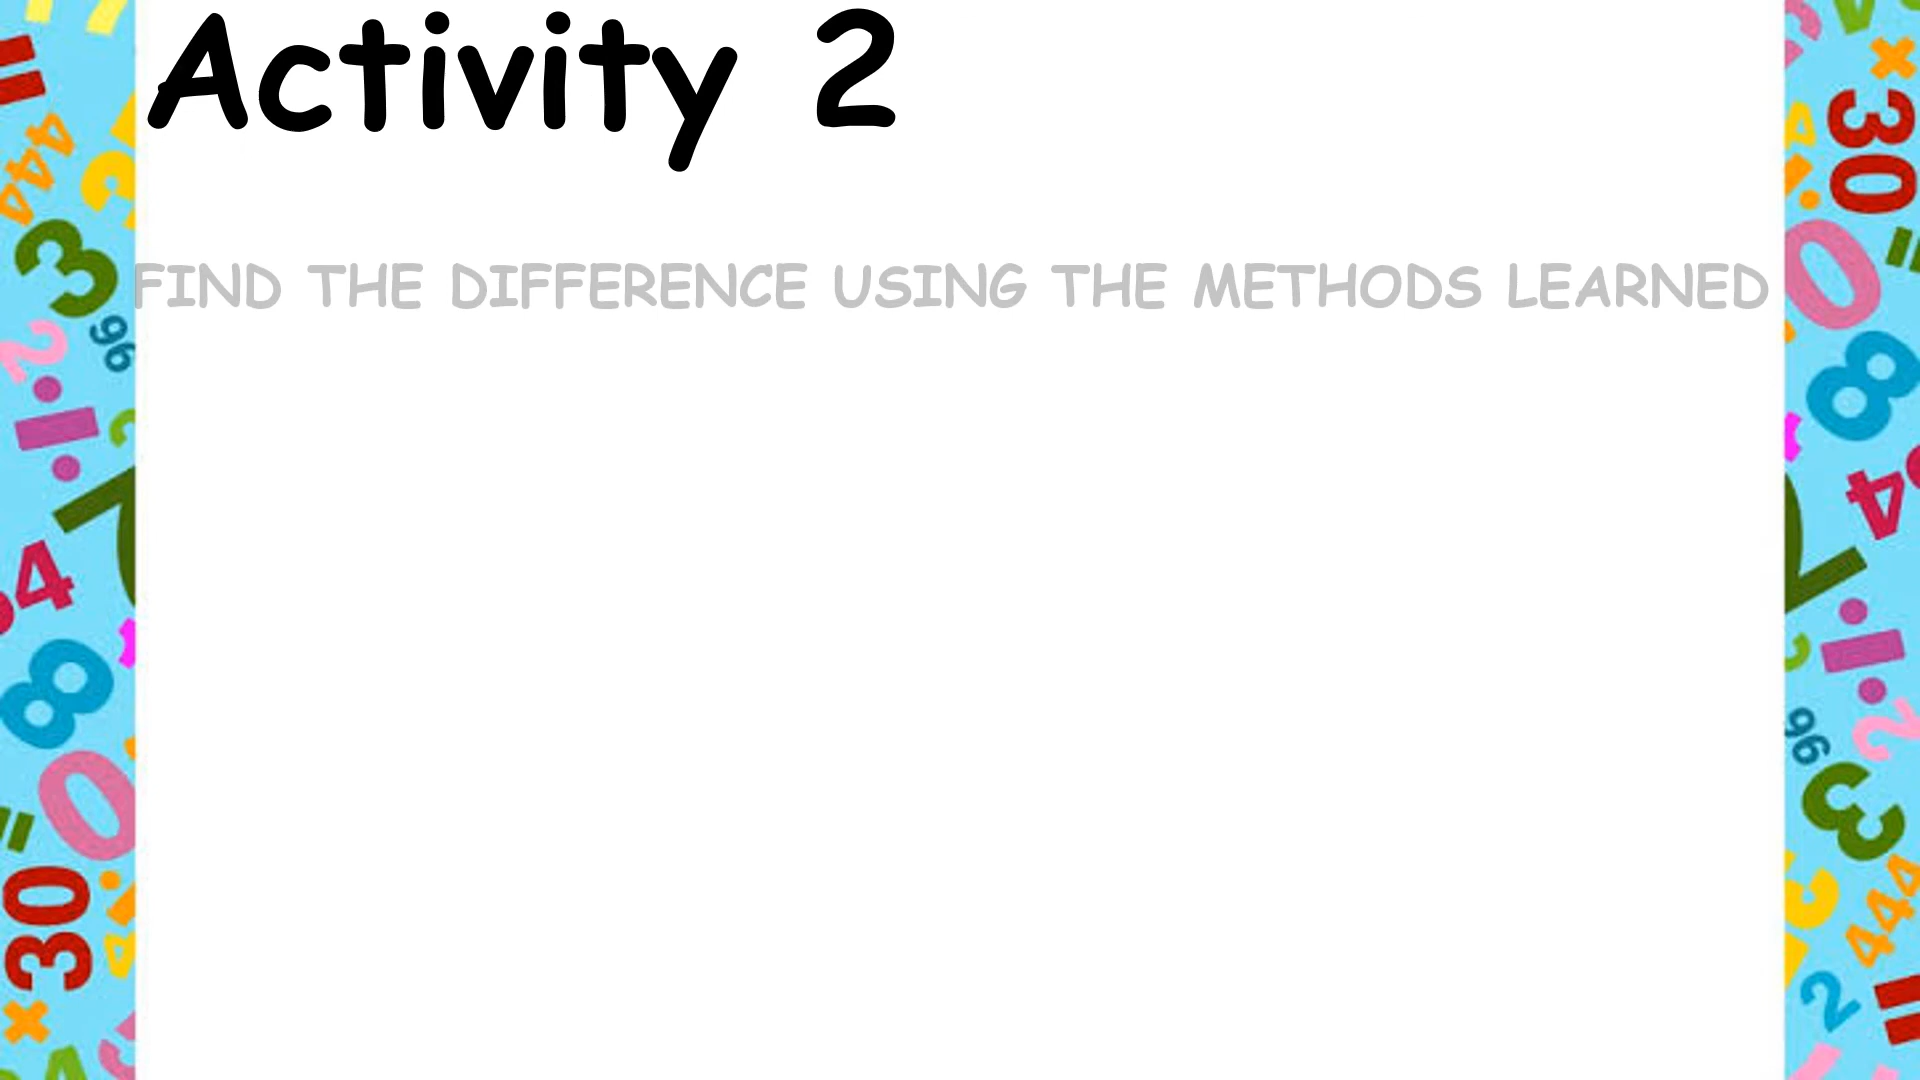 Activity 2
FIND THE DIFFERENCE USING THE METHODS LEARNED